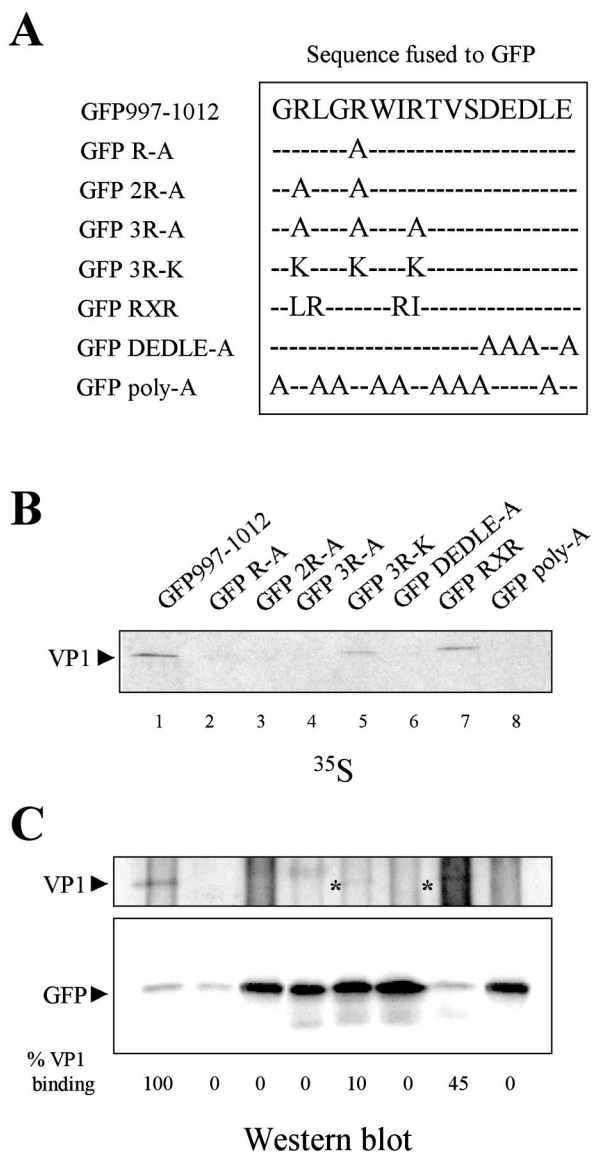 A
Sequence fused to GFP
GFP997-1012 GRLGRWIRTVSDEDLE
GFP R-A -------A--------------------
GFP 2R-A --A----A--------------------
GFP 3R-A --A----A----A---------------
GFP 3R-K --K----K----K---------------
GFP RXR --LR-------RI----------------
GFP DEDLE-A --------------------AAA--A
GFP poly-A A--AA--AA--AAA-----A--
B
GFP997-1012
GFP R-A
GFP 2R-A
GFP 3R-A
GFP 3R-K
GFP DEDLE-A
GFP RXR
GFP poly-A
VP1
1 2 3 4 5 6 7 8
35S
C
VP1 * *
GFP
% VP1
binding 100 0 0 0 10 0 45 0
Western blot